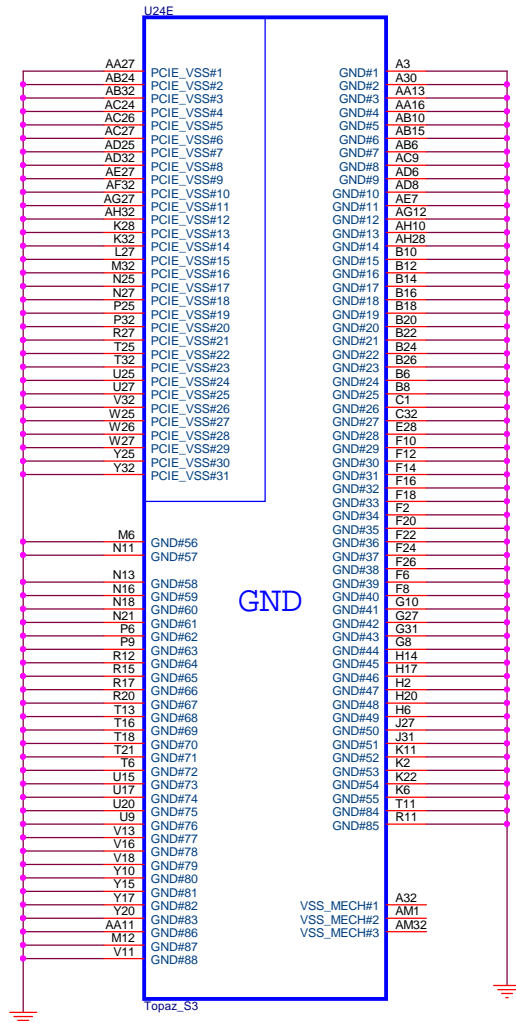 U24E
AA27 PCIE_VSS#1
AB24 PCIE_VSS#2
AB32 PCIE_VSS#3
AC24 PCIE_VSS#4
AC26 PCIE_VSS#5
AC27 PCIE_VSS#6
AD25 PCIE_VSS#7
AD32 PCIE_VSS#8
AE27 PCIE_VSS#9
AF32 PCIE_VSS#10
AG27 PCIE_VSS#11
AH32 PCIE_VSS#12
K28 PCIE_VSS#13
K32 PCIE_VSS#14
L27 PCIE_VSS#15
M32 PCIE_VSS#16
N25 PCIE_VSS#17
N27 PCIE_VSS#18
P25 PCIE_VSS#19
P32 PCIE_VSS#20
R27 PCIE_VSS#21
T25 PCIE_VSS#22
T32 PCIE_VSS#23
U25 PCIE_VSS#24
U27 PCIE_VSS#25
V32 PCIE_VSS#26
W25 PCIE_VSS#27
W26 PCIE_VSS#28
W27 PCIE_VSS#29
Y25 PCIE_VSS#30
Y32 PCIE_VSS#31
M6 GND#56
N11 GND#57
N13 GND#58
N16 GND#59
N18 GND#60
N21 GND#61
P6 GND#62
P9 GND#63
R12 GND#64
R15 GND#65
R17 GND#66
R20 GND#67
T13 GND#68
T16 GND#69
T18 GND#70
T21 GND#71
T6 GND#72
U15 GND#73
U17 GND#74
U20 GND#75
U9 GND#76
V13 GND#77
V16 GND#78
V18 GND#79
Y10 GND#80
Y15 GND#81
Y17 GND#82
Y20 GND#83
AA11 GND#86
M12 GND#87
V11 GND#88
GND
GND#1 A3
GND#2 A30
GND#3 AA13
GND#4 AA16
GND#5 AB10
GND#6 AB15
GND#7 AB6
GND#8 AC9
GND#9 AD6
GND#10 AD8
GND#11 AE7
GND#12 AG12
GND#13 AH10
GND#14 AH28
GND#15 B10
GND#16 B12
GND#17 B14
GND#18 B16
GND#19 B18
GND#20 B20
GND#21 B22
GND#22 B24
GND#23 B26
GND#24 B6
GND#25 B8
GND#26 C1
GND#27 C32
GND#28 E28
GND#29 F10
GND#30 F12
GND#31 F14
GND#32 F16
GND#33 F18
GND#34 F2
GND#35 F20
GND#36 F22
GND#37 F24
GND#38 F26
GND#39 F6
GND#40 F8
GND#41 G10
GND#42 G27
GND#43 G31
GND#44 G8
GND#45 H14
GND#46 H17
GND#47 H2
GND#48 H20
GND#49 H6
GND#50 J27
GND#51 J31
GND#52 K11
GND#53 K2
GND#54 K22
GND#55 K6
GND#84 T11
GND#85 R11
VSS_MECH#1 A32
VSS_MECH#2 AM1
VSS_MECH#3 AM32
Topaz_S3